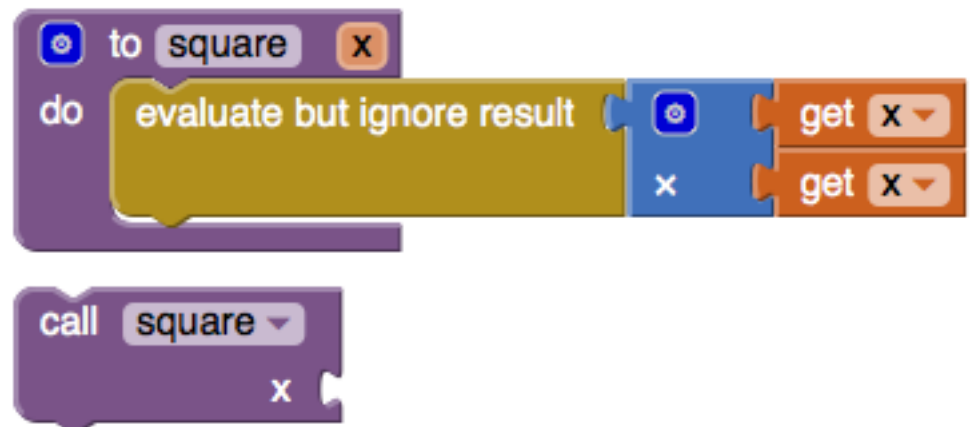 to square x
do evaluate but ignore result get x
× get x
call square
x